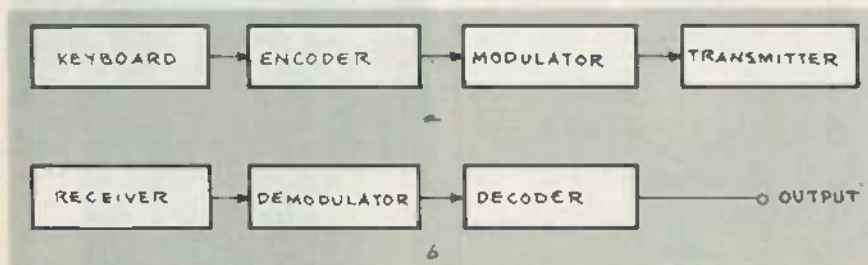 KEYBOARD ENCODER MODULATOR TRANSMITTER
a
RECEIVER DEMODULATOR DECODER OUTPUT
b